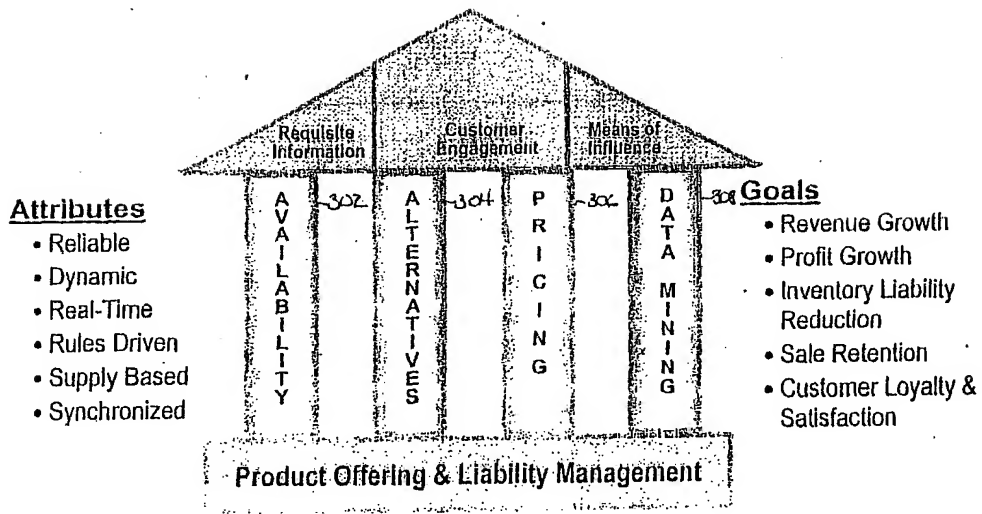 Requisite
Information
Customer
Engagement
Means of
Influence
Attributes
• Reliable
• Dynamic
• Real-Time
• Rules Driven
• Supply Based
• Synchronized
AVAILABILITY
302
ALTERNATIVES
304
PRICING
306
DATA MINING
308
Goals
• Revenue Growth
• Profit Growth
• Inventory Liability
Reduction
• Sale Retention
• Customer Loyalty &
Satisfaction
Product Offering & Liability Management